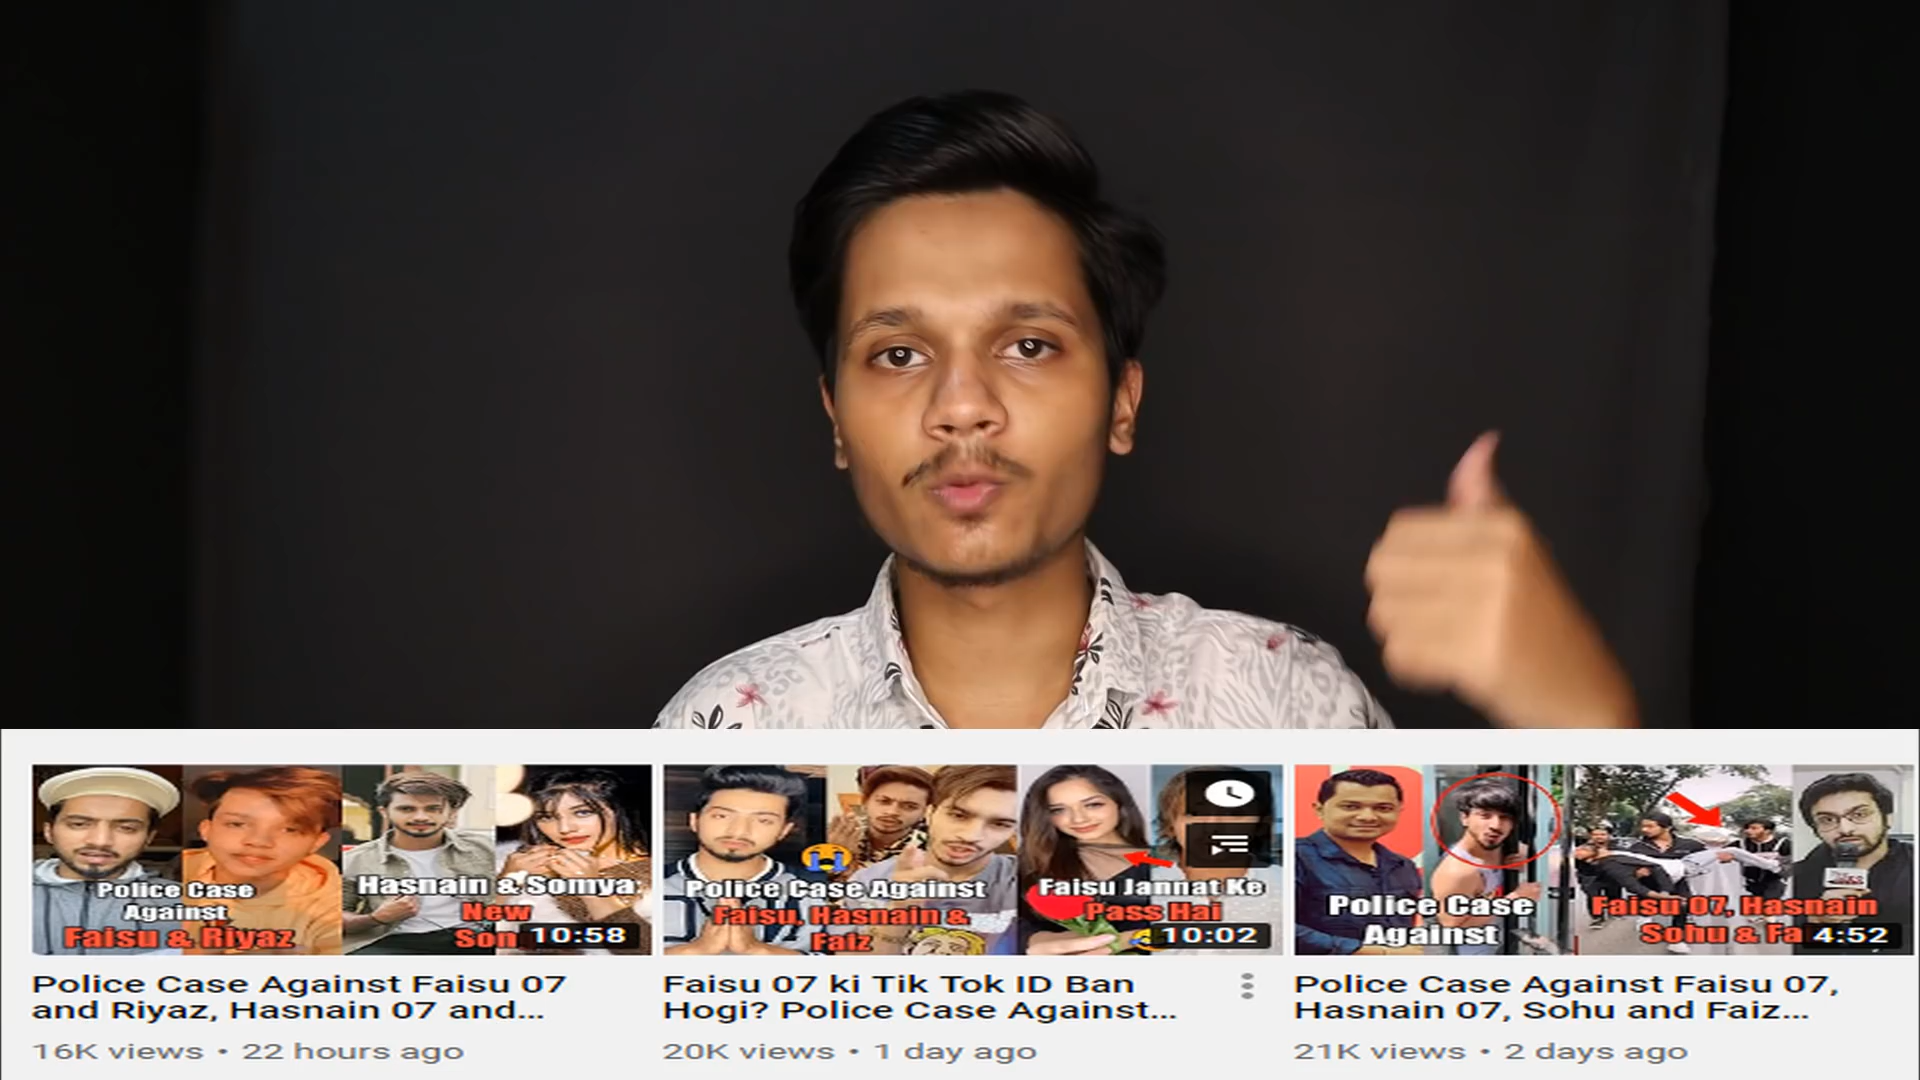 Police Case
Against
Faisu & Riyaz
Hasnain & Somya:
New
Son
10:58
Police Case Against
Faisu, Hasnain &
Faiz
Faisu Jannat Ke
Pass Hai
10:02
Police Case
Against
Faisu 07, Hasnain
Sohu & Fa
4:52
Police Case Against Faisu 07
and Riyaz, Hasnain 07 and...
16K views • 22 hours ago
Faisu 07 ki Tik Tok ID Ban
Hogi? Police Case Against...
20K views • 1 day ago
Police Case Against Faisu 07,
Hasnain 07, Sohu and Faiz...
21K views • 2 days ago